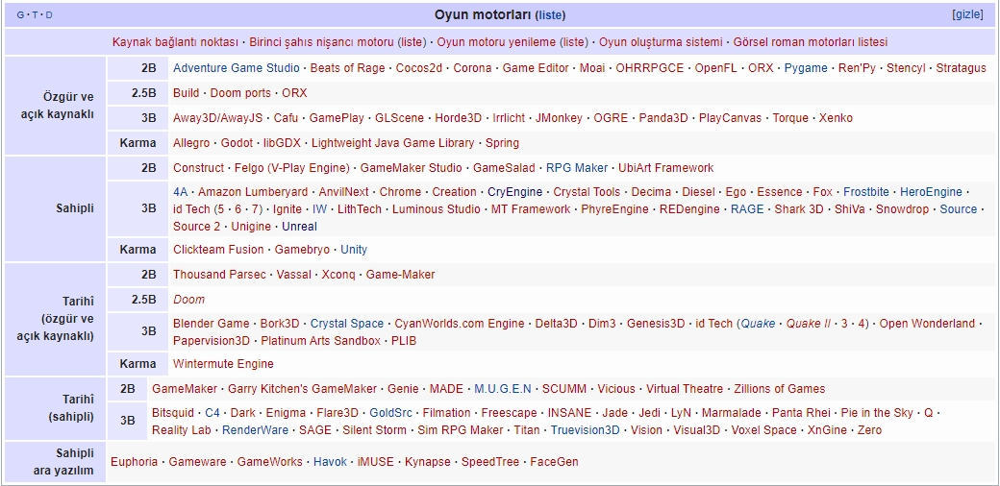 G · T · D Oyun motorları (liste) [gizle]
Kaynak bağlantı noktası · Birinci şahıs nişancı motoru (liste) · Oyun motoru yenileme (liste) · Oyun oluşturma sistemi · Görsel roman motorları listesi
Özgür ve
açık kaynaklı
2B Adventure Game Studio · Beats of Rage · Cocos2d · Corona · Game Editor · Moai · OHRRPGCE · OpenFL · ORX · Pygame · Ren'Py · Stencyl · Stratagus
2.5B Build · Doom ports · ORX
3B Away3D/AwayJS · Cafu · GamePlay · GLScene · Horde3D · Irrlicht · JMonkey · OGRE · Panda3D · PlayCanvas · Torque · Xenko
Karma Allegro · Godot · libGDX · Lightweight Java Game Library · Spring
Sahipli
2B Construct · Felgo (V-Play Engine) · GameMaker Studio · GameSalad · RPG Maker · UbiArt Framework
3B 4A · Amazon Lumberyard · AnvilNext · Chrome · Creation · CryEngine · Crystal Tools · Decima · Diesel · Ego · Essence · Fox · Frostbite · HeroEngine ·
id Tech (5 · 6 · 7) · Ignite · IW · LithTech · Luminous Studio · MT Framework · PhyreEngine · REDengine · RAGE · Shark 3D · ShiVa · Snowdrop · Source ·
Source 2 · Unigine · Unreal
Karma Clickteam Fusion · Gamebryo · Unity
Tarihî
(özgür ve
açık kaynaklı)
2B Thousand Parsec · Vassal · Xconq · Game-Maker
2.5B Doom
3B Blender Game · Bork3D · Crystal Space · CyanWorlds.com Engine · Delta3D · Dim3 · Genesis3D · id Tech (Quake · Quake II · 3 · 4) · Open Wonderland ·
Papervision3D · Platinum Arts Sandbox · PLIB
Karma Wintermute Engine
Tarihî
(sahipli)
2B GameMaker · Garry Kitchen's GameMaker · Genie · MADE · M.U.G.E.N · SCUMM · Vicious · Virtual Theatre · Zillions of Games
3B Bitsquid · C4 · Dark · Enigma · Flare3D · GoldSrc · Filmation · Freescape · INSANE · Jade · Jedi · LyN · Marmalade · Panta Rhei · Pie in the Sky · Q ·
Reality Lab · RenderWare · SAGE · Silent Storm · Sim RPG Maker · Titan · Truevision3D · Vision · Visual3D · Voxel Space · XnGine · Zero
Sahipli
ara yazılım
Euphoria · Gameware · GameWorks · Havok · iMUSE · Kynapse · SpeedTree · FaceGen